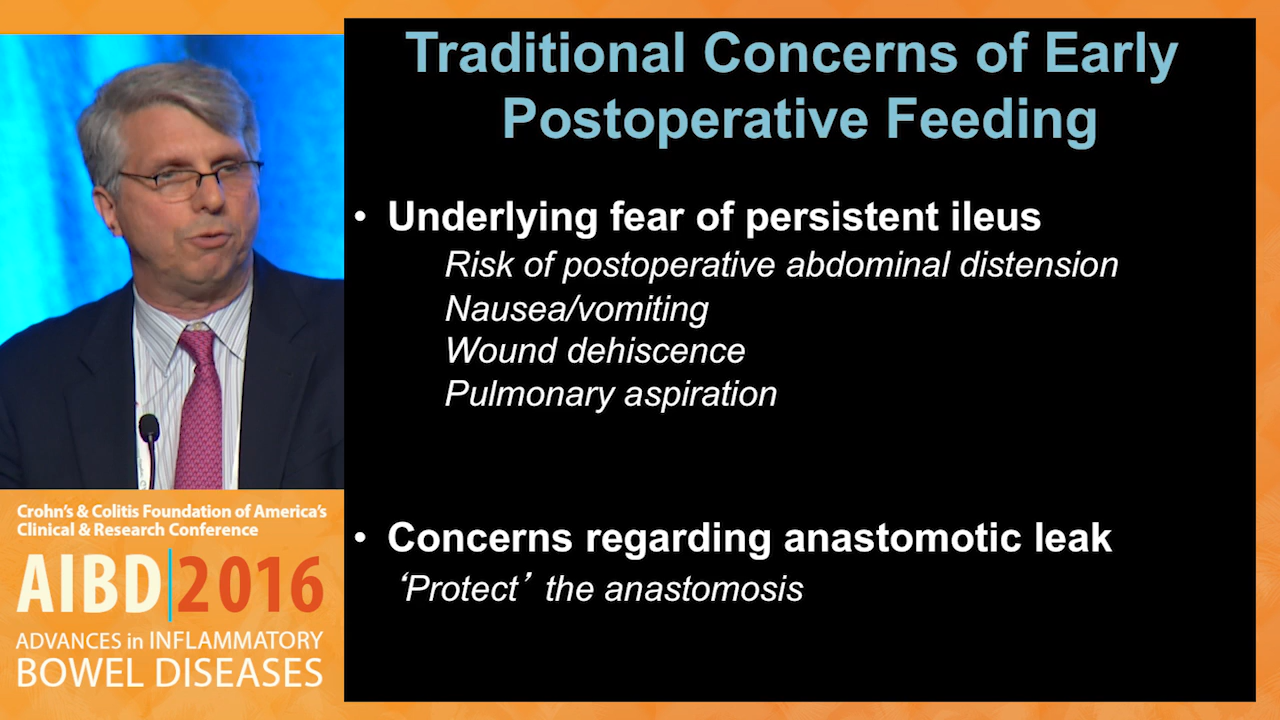 Traditional Concerns of Early
Postoperative Feeding
• Underlying fear of persistent ileus
Risk of postoperative abdominal distension
Nausea/vomiting
Wound dehiscence
Pulmonary aspiration
• Concerns regarding anastomotic leak
‘Protect’ the anastomosis
Crohn's & Colitis Foundation of America's
Clinical & Research Conference
AIBD|2016
ADVANCES in INFLAMMATORY
BOWEL DISEASES